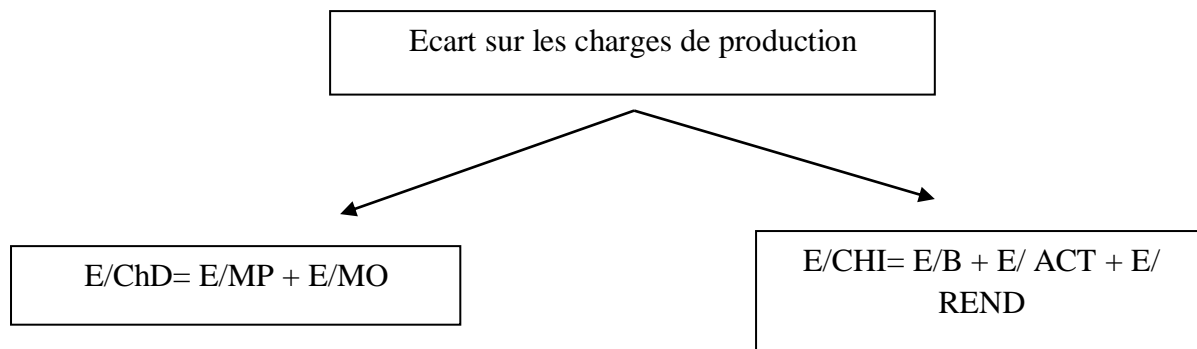 Ecart sur les charges de production
E/ChD= E/MP + E/MO
E/CHI= E/B + E/ ACT + E/
REND